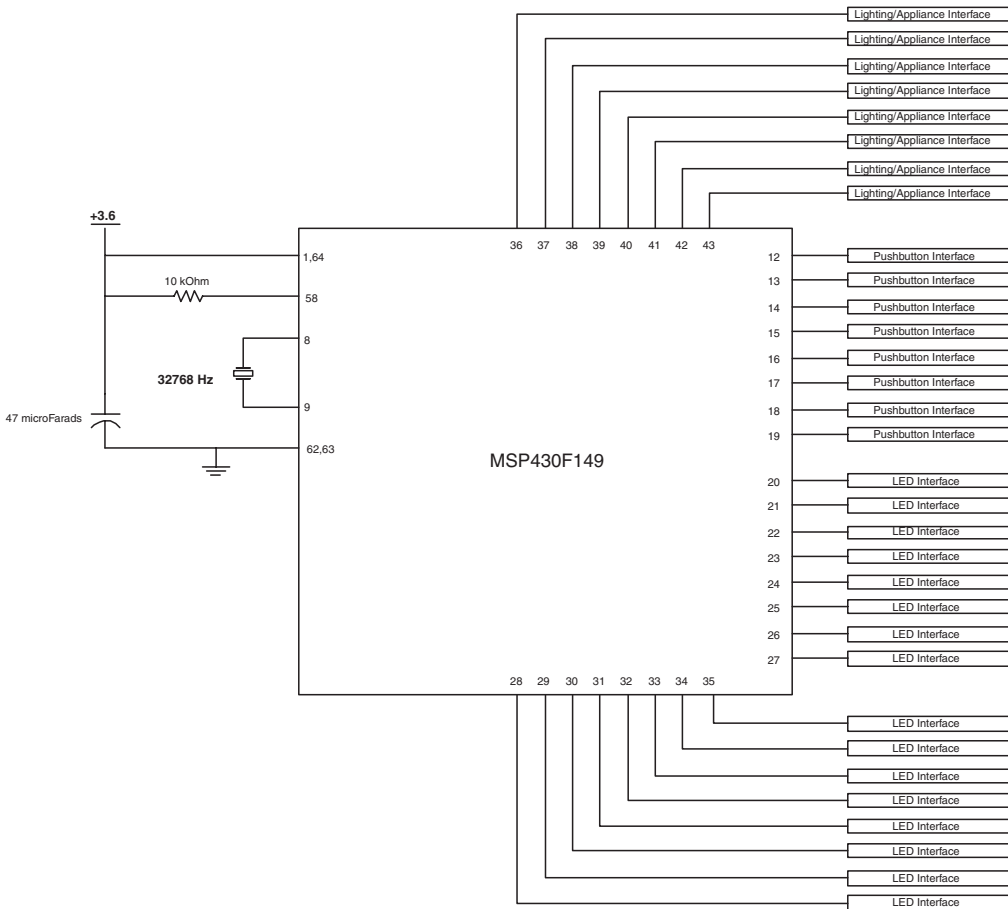 Lighting/Appliance Interface
Lighting/Appliance Interface
Lighting/Appliance Interface
Lighting/Appliance Interface
Lighting/Appliance Interface
Lighting/Appliance Interface
Lighting/Appliance Interface
Lighting/Appliance Interface
+3.6
36 37 38 39 40 41 42 43
1,64
10 kOhm
58
8
32768 Hz
9
47 microFarads
62,63
MSP430F149
12 Pushbutton Interface
13 Pushbutton Interface
14 Pushbutton Interface
15 Pushbutton Interface
16 Pushbutton Interface
17 Pushbutton Interface
18 Pushbutton Interface
19 Pushbutton Interface
20 LED Interface
21 LED Interface
22 LED Interface
23 LED Interface
24 LED Interface
25 LED Interface
26 LED Interface
27 LED Interface
28 29 30 31 32 33 34 35
LED Interface
LED Interface
LED Interface
LED Interface
LED Interface
LED Interface
LED Interface
LED Interface